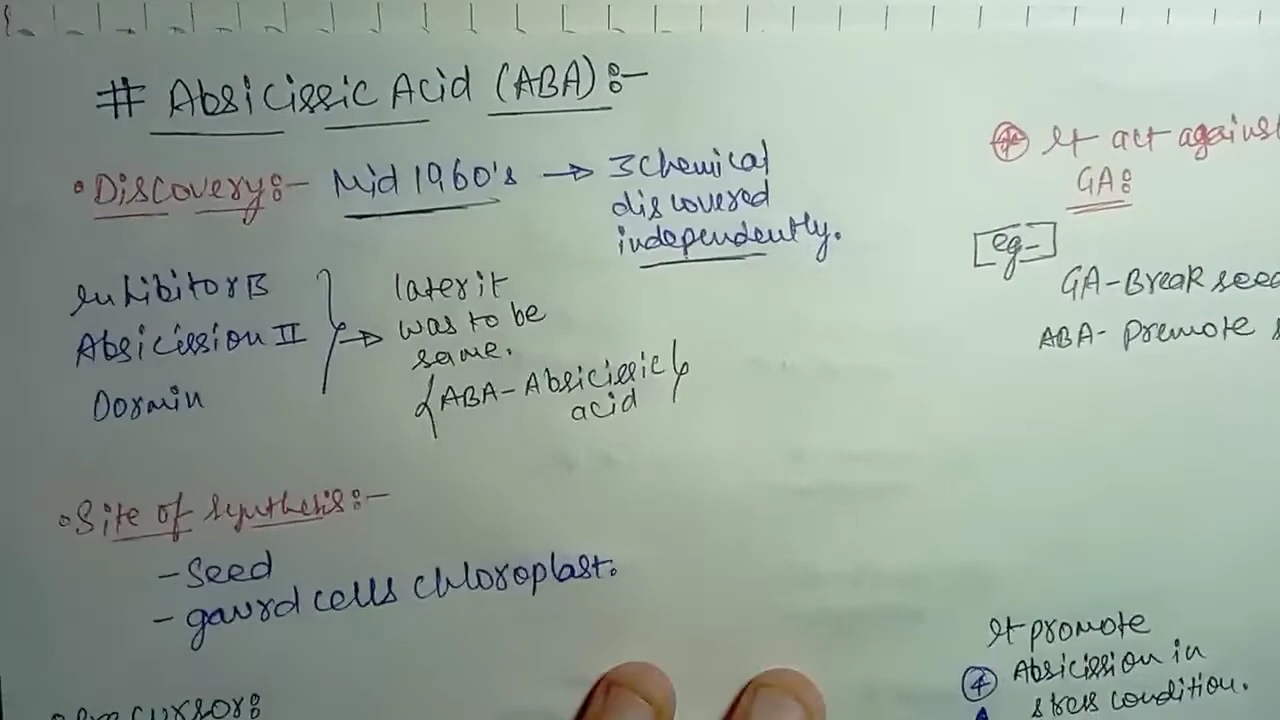 # Absicissic Acid (ABA):-
• Discovery:- Mid 1960's → 3 chemical
discovered
independently.
Inhibitor B
Absicission II
Dormin
→ later it
was to be
same.
{ABA- Absicissic
acid}
• Site of synthesis:-
- Seed
- gaurd cells chloroplast.
It act against
GA:
eg-
GA- Break seed
ABA- promote
It promote
④ Absicission in
stress condition.